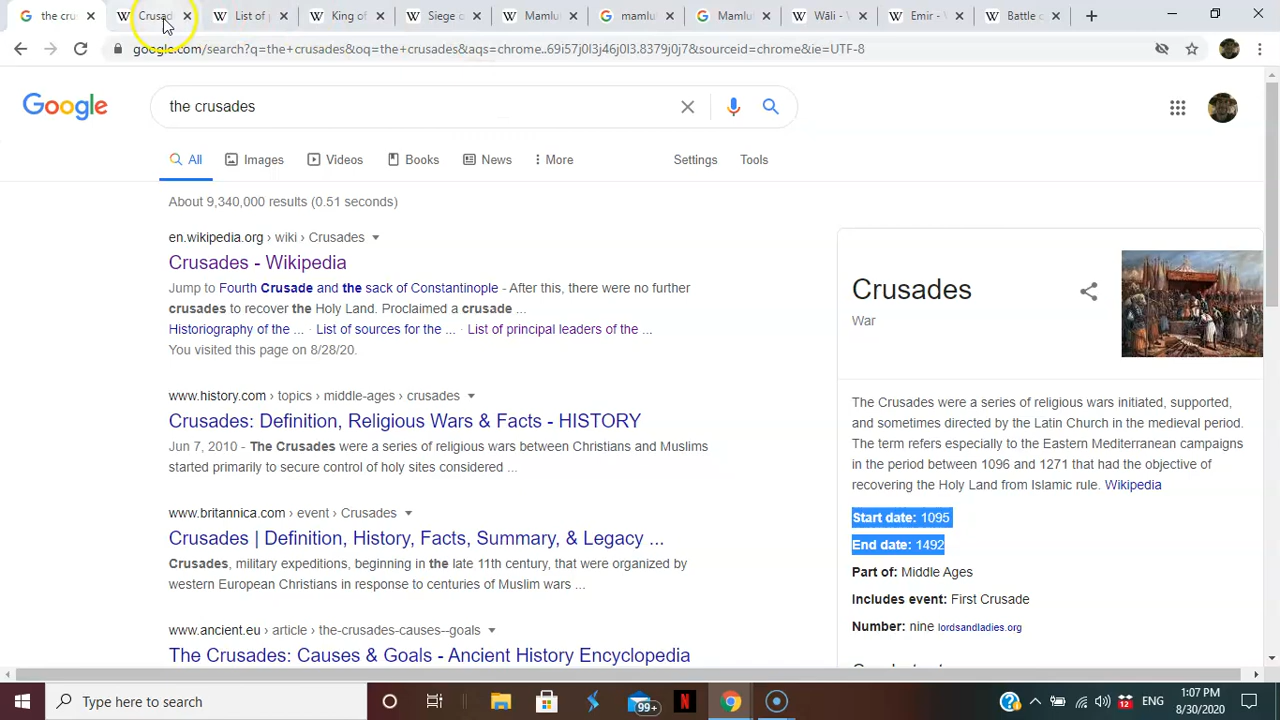 the cru
Crusad
List of p
King of
Siege o
Mamlu
mamlu
Mamlu
Wāli - V
Emir - W
Battle o
google.com/search?q=the+crusades&oq=the+crusades&aqs=chrome..69i57j0l3j46j0l3.8379j0j7&sourceid=chrome&ie=UTF-8
Google
the crusades
All Images Videos Books News More Settings Tools
About 9,340,000 results (0.51 seconds)
en.wikipedia.org › wiki › Crusades
Crusades - Wikipedia
Jump to Fourth Crusade and the sack of Constantinople - After this, there were no further
crusades to recover the Holy Land. Proclaimed a crusade ...
Historiography of the ... · List of sources for the ... · List of principal leaders of the ...
You visited this page on 8/28/20.
www.history.com › topics › middle-ages › crusades
Crusades: Definition, Religious Wars & Facts - HISTORY
Jun 7, 2010 - The Crusades were a series of religious wars between Christians and Muslims
started primarily to secure control of holy sites considered ...
www.britannica.com › event › Crusades
Crusades | Definition, History, Facts, Summary, & Legacy ...
Crusades, military expeditions, beginning in the late 11th century, that were organized by
western European Christians in response to centuries of Muslim wars ...
www.ancient.eu › article › the-crusades-causes--goals
The Crusades: Causes & Goals - Ancient History Encyclopedia
Crusades
War
The Crusades were a series of religious wars initiated, supported,
and sometimes directed by the Latin Church in the medieval period.
The term refers especially to the Eastern Mediterranean campaigns
in the period between 1096 and 1271 that had the objective of
recovering the Holy Land from Islamic rule. Wikipedia
Start date: 1095
End date: 1492
Part of: Middle Ages
Includes event: First Crusade
Number: nine lordsandladies.org
Type here to search
99+
N
12
ENG
1:07 PM
8/30/2020